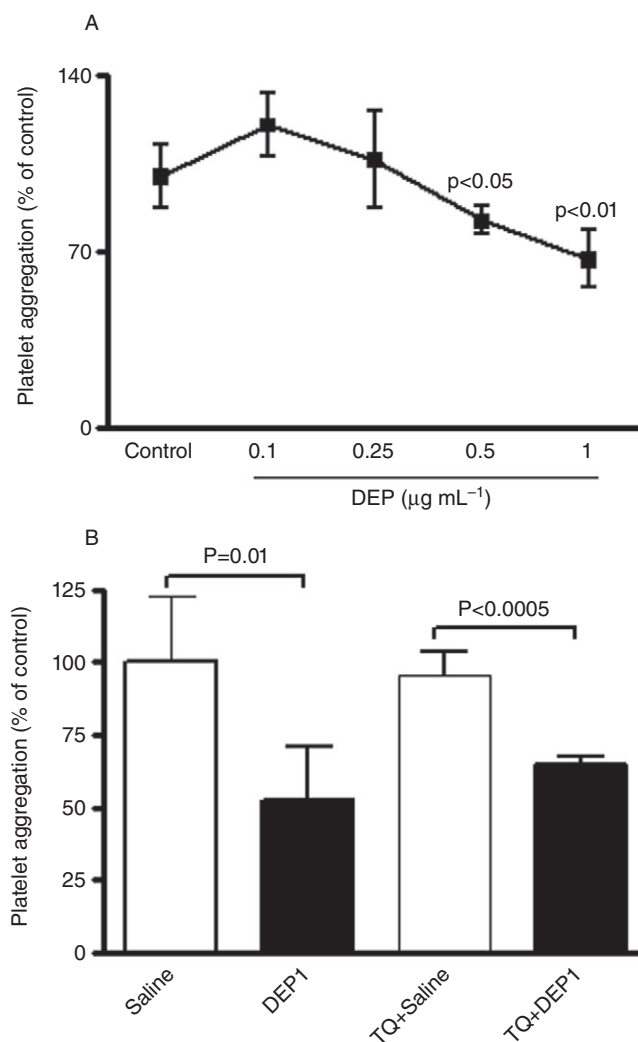 A
Platelet aggregation (% of control)
140
70
0
p<0.05
p<0.01
Control 0.1 0.25 0.5 1
DEP (μg mL⁻¹)
B
Platelet aggregation (% of control)
125
100
75
50
25
0
P=0.01
P<0.0005
Saline DEP1 TQ+Saline TQ+DEP1